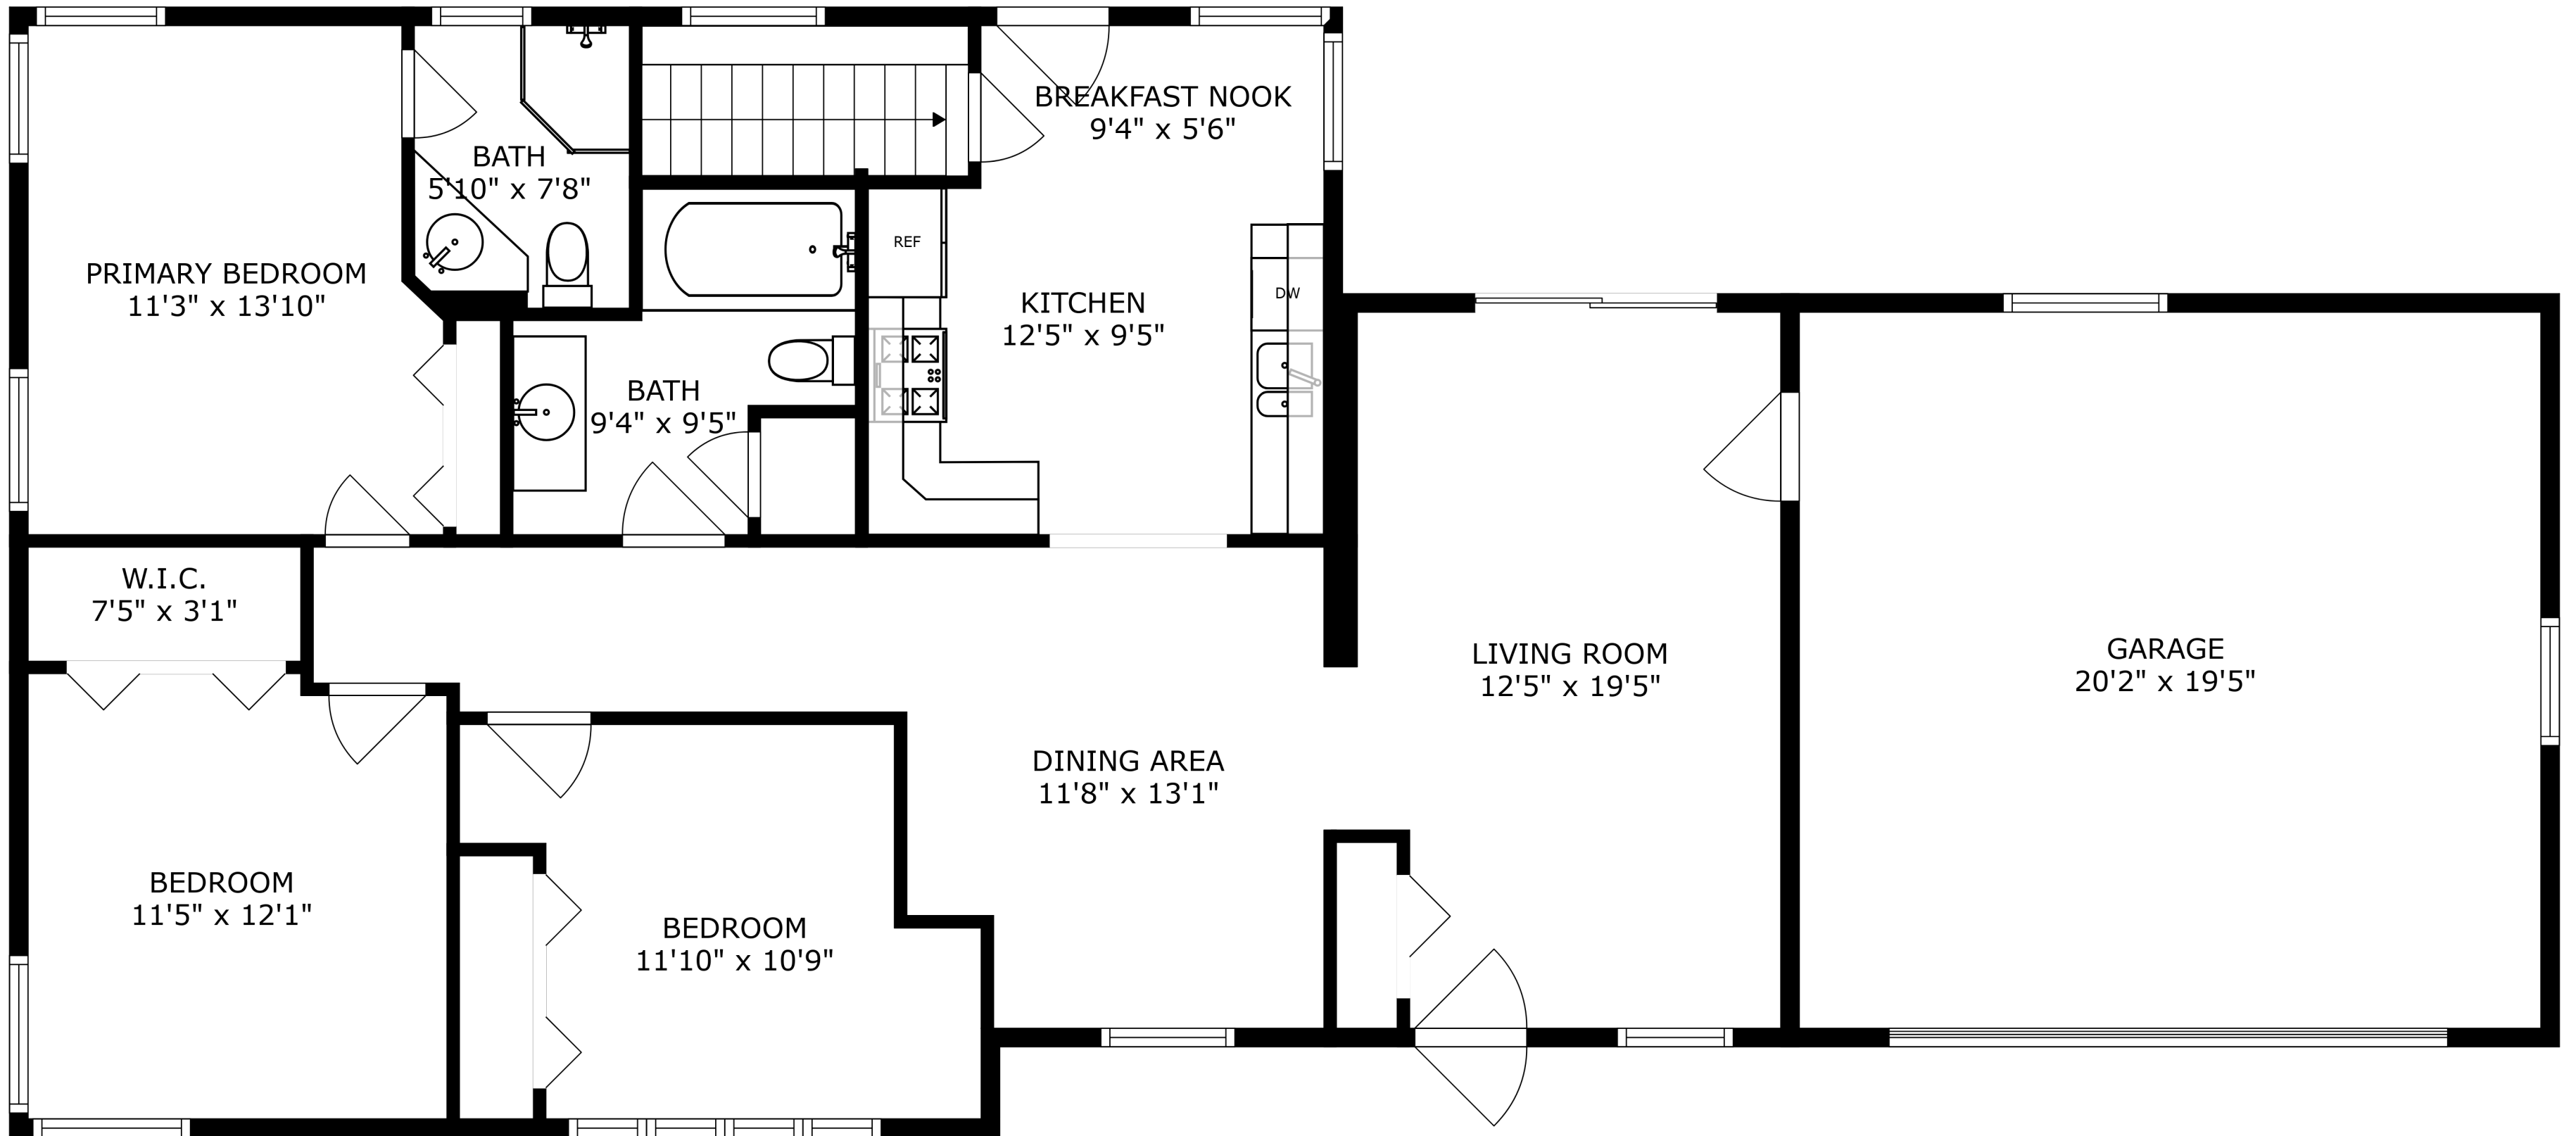 BREAKFAST NOOK
9'4" x 5'6"
BATH
5'10" x 7'8"
REF
PRIMARY BEDROOM
11'3" x 13'10"
KITCHEN
12'5" x 9'5"
DW
BATH
9'4" x 9'5"
W.I.C.
7'5" x 3'1"
LIVING ROOM
12'5" x 19'5"
GARAGE
20'2" x 19'5"
DINING AREA
11'8" x 13'1"
BEDROOM
11'5" x 12'1"
BEDROOM
11'10" x 10'9"